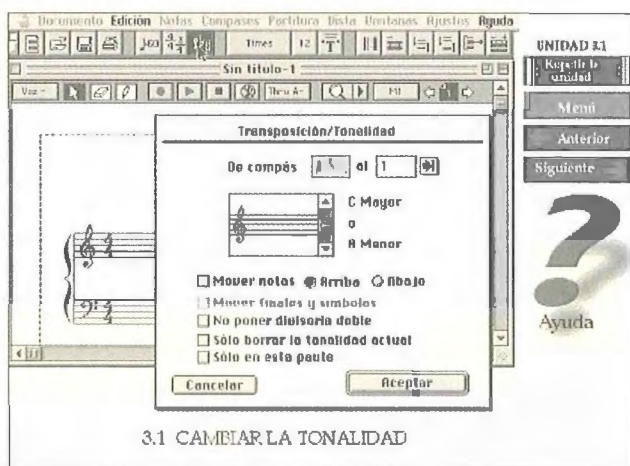 Documento Edición Notas Compases Partitura Vista Ventanas Ajustes Ayuda
Times 12 T
Sin título-1
Voz Thru A M1
Transposición/Tonalidad
De compás al 1
C Mayor
o
A Menor
Mover notas Arriba Abajo
Mover finales y símbolos
No poner divisoria doble
Sólo borrar la tonalidad actual
Sólo en esta pauta
Cancelar Aceptar
UNIDAD 3.1
Repetir la
unidad
Menú
Anterior
Siguiente
?
Ayuda
3.1 CAMBIAR LA TONALIDAD